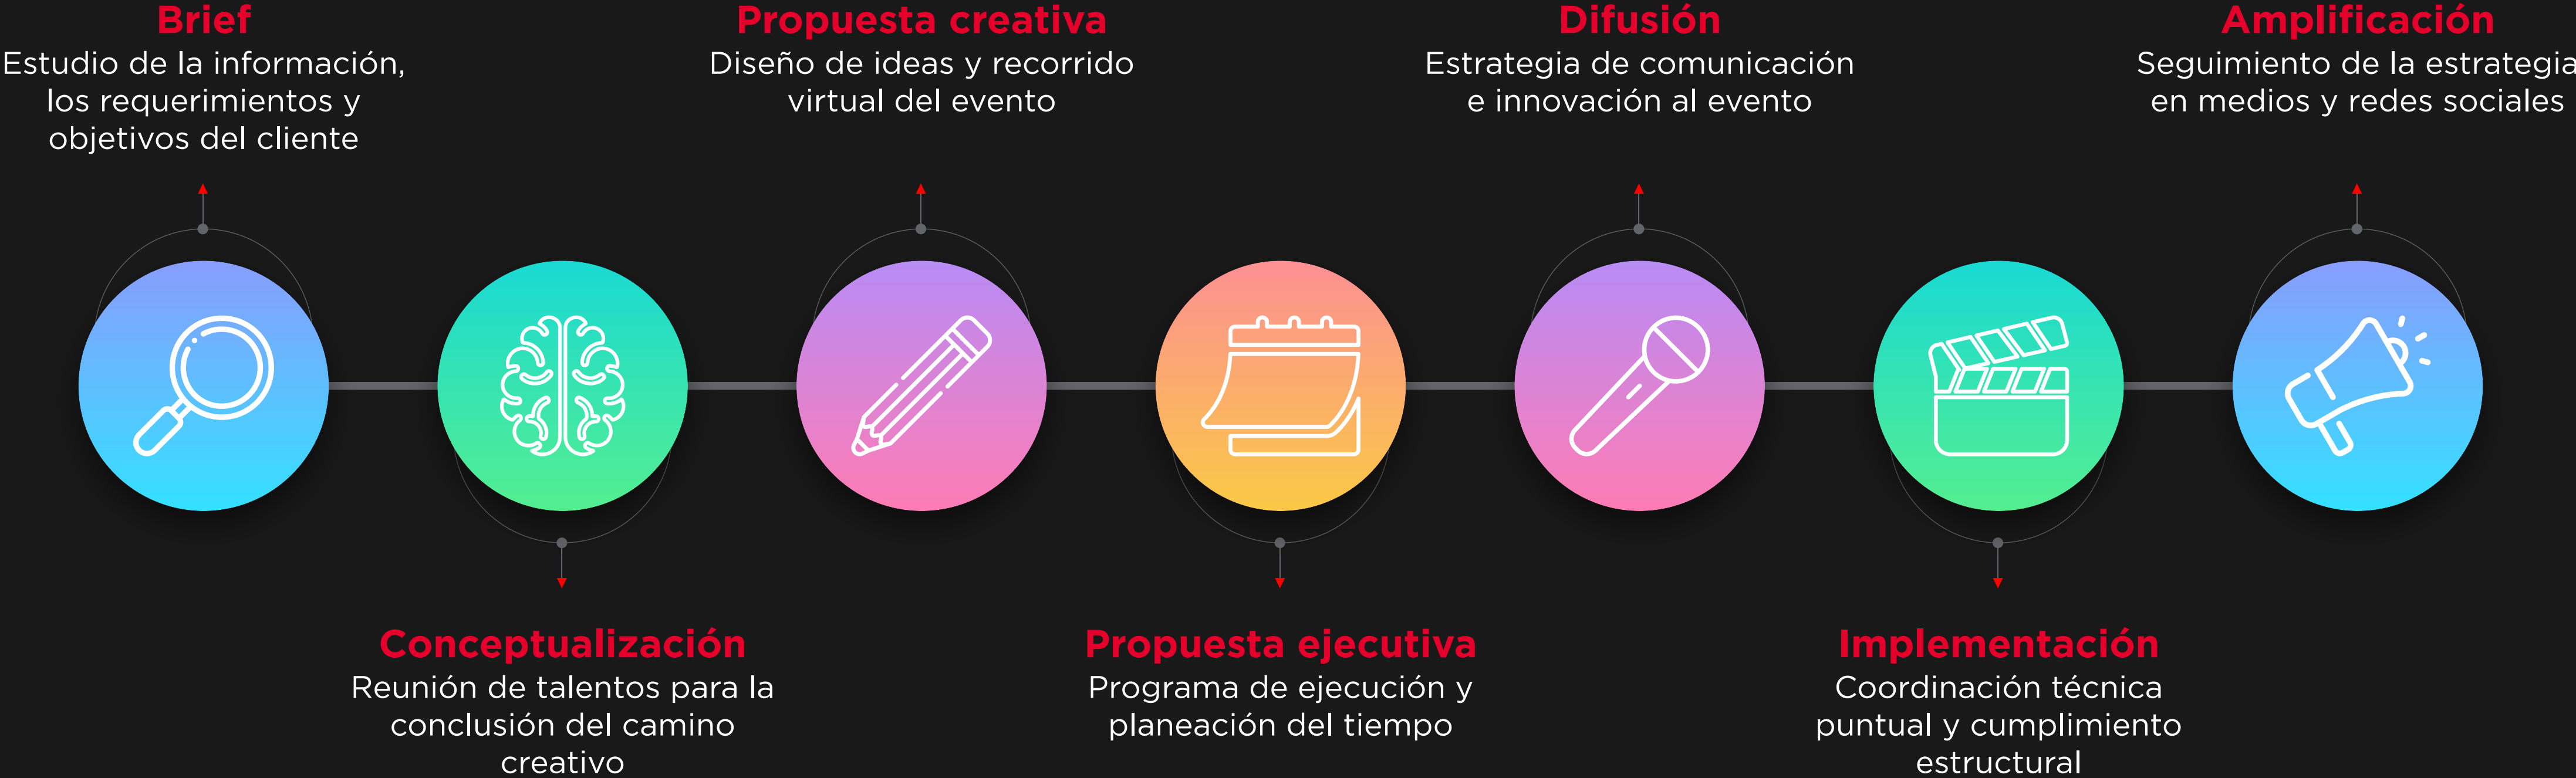 Brief
Estudio de la información,
los requerimientos y
objetivos del cliente
Conceptualización
Reunión de talentos para la
conclusión del camino
creativo
Propuesta creativa
Diseño de ideas y recorrido
virtual del evento
Propuesta ejecutiva
Programa de ejecución y
planeación del tiempo
Difusión
Estrategia de comunicación
e innovación al evento
Implementación
Coordinación técnica
puntual y cumplimiento
estructural
Amplificación
Seguimiento de la estrategia
en medios y redes sociales